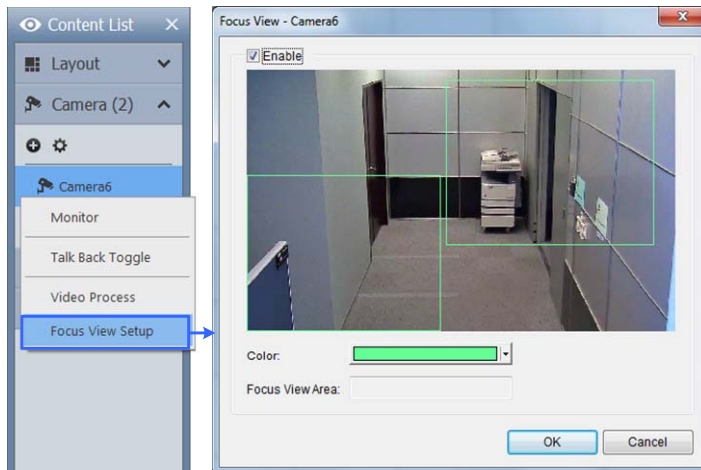 Content List
Layout
Camera (2)
Camera6
Monitor
Talk Back Toggle
Video Process
Focus View Setup
Focus View - Camera6
Enable
Color:
Focus View Area:
OK
Cancel